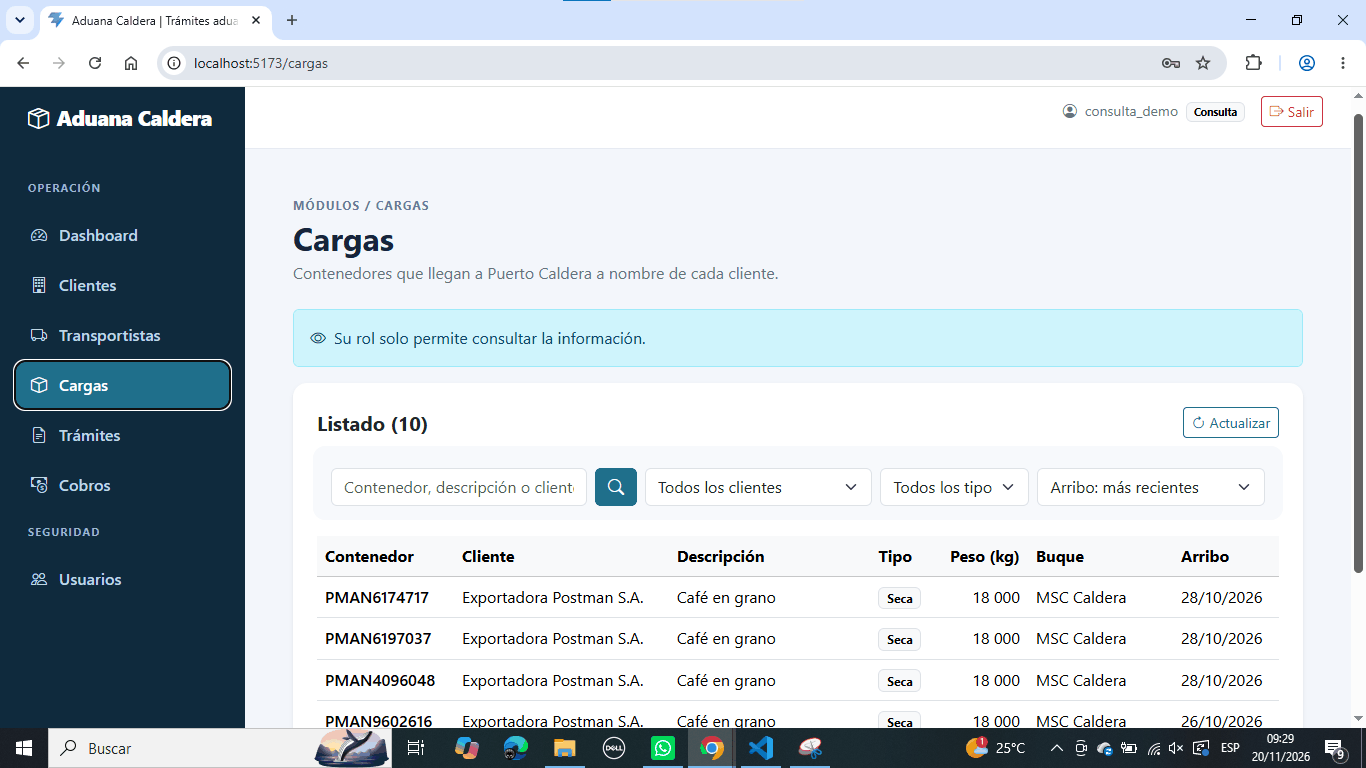 Aduana Caldera | Trámites adua
localhost:5173/cargas
Aduana Caldera
consulta_demo Consulta Salir
OPERACIÓN
Dashboard
Clientes
Transportistas
Cargas
Trámites
Cobros
SEGURIDAD
Usuarios
MÓDULOS / CARGAS
Cargas
Contenedores que llegan a Puerto Caldera a nombre de cada cliente.
Su rol solo permite consultar la información.
Listado (10) Actualizar
Contenedor, descripción o cliente Todos los clientes Todos los tipo Arribo: más recientes
Contenedor Cliente Descripción Tipo Peso (kg) Buque Arribo
PMAN6174717 Exportadora Postman S.A. Café en grano Seca 18 000 MSC Caldera 28/10/2026
PMAN6197037 Exportadora Postman S.A. Café en grano Seca 18 000 MSC Caldera 28/10/2026
PMAN4096048 Exportadora Postman S.A. Café en grano Seca 18 000 MSC Caldera 28/10/2026
PMAN9602616 Exportadora Postman S.A. Café en grano Seca 18 000 MSC Caldera 26/10/2026
Buscar
DELL
1
25°C
ESP
09:29
20/11/2026
9